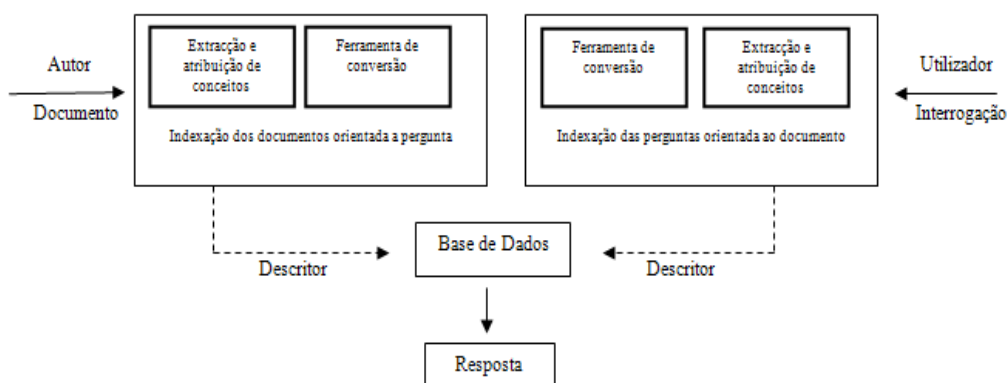 Autor
Documento
Extracção e
atribuição de
conceitos
Ferramenta de
conversão
Indexação dos documentos orientada a pergunta
Ferramenta de
conversão
Extracção e
atribuição de
conceitos
Indexação das perguntas orientada ao documento
Utilizador
Interrogação
Descritor
Base de Dados
Descritor
Resposta